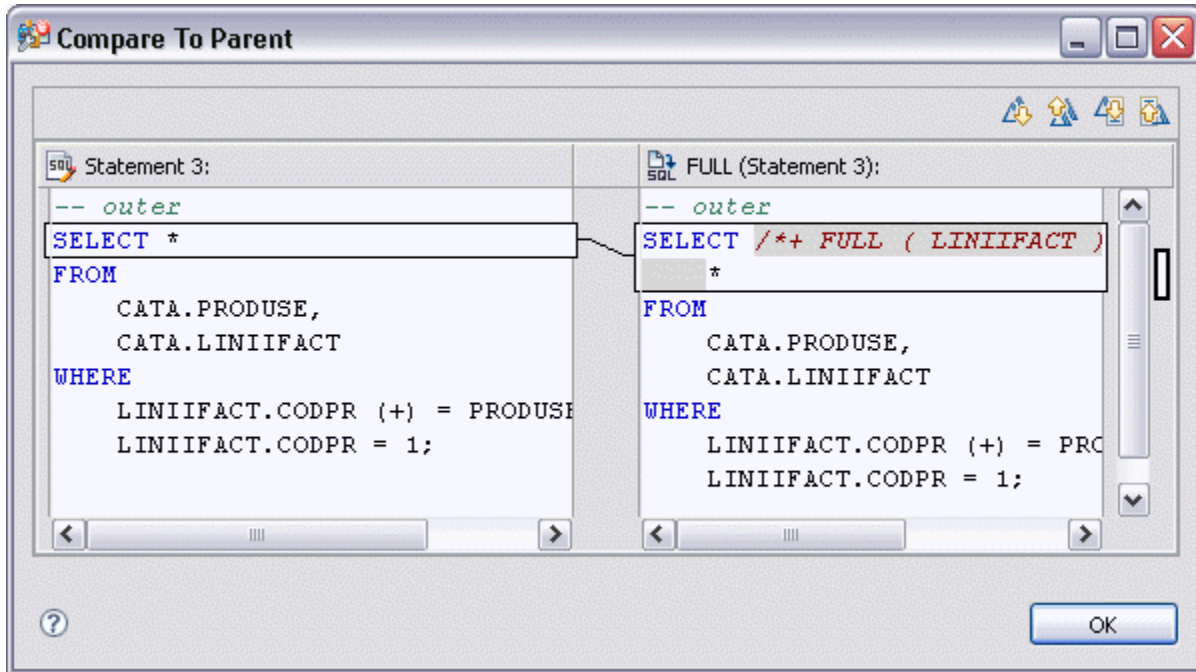 Compare To Parent
Statement 3:
-- outer
SELECT *
FROM
CATA.PRODUSE,
CATA.LINIIFACT
WHERE
LINIIFACT.CODPR (+) = PRODUSE
LINIIFACT.CODPR = 1;
FULL (Statement 3):
-- outer
SELECT /*+ FULL ( LINIIFACT )
*
FROM
CATA.PRODUSE,
CATA.LINIIFACT
WHERE
LINIIFACT.CODPR (+) = PRO
LINIIFACT.CODPR = 1;
OK